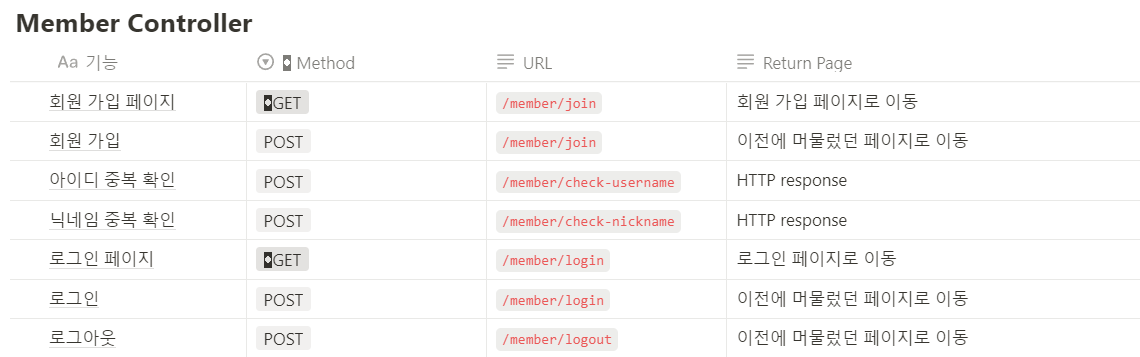 Member Controller
Aa 기능 Method URL Return Page
회원 가입 페이지 GET /member/join 회원 가입 페이지로 이동
회원 가입 POST /member/join 이전에 머물렀던 페이지로 이동
아이디 중복 확인 POST /member/check-username HTTP response
닉네임 중복 확인 POST /member/check-nickname HTTP response
로그인 페이지 GET /member/login 로그인 페이지로 이동
로그인 POST /member/login 이전에 머물렀던 페이지로 이동
로그아웃 POST /member/logout 이전에 머물렀던 페이지로 이동